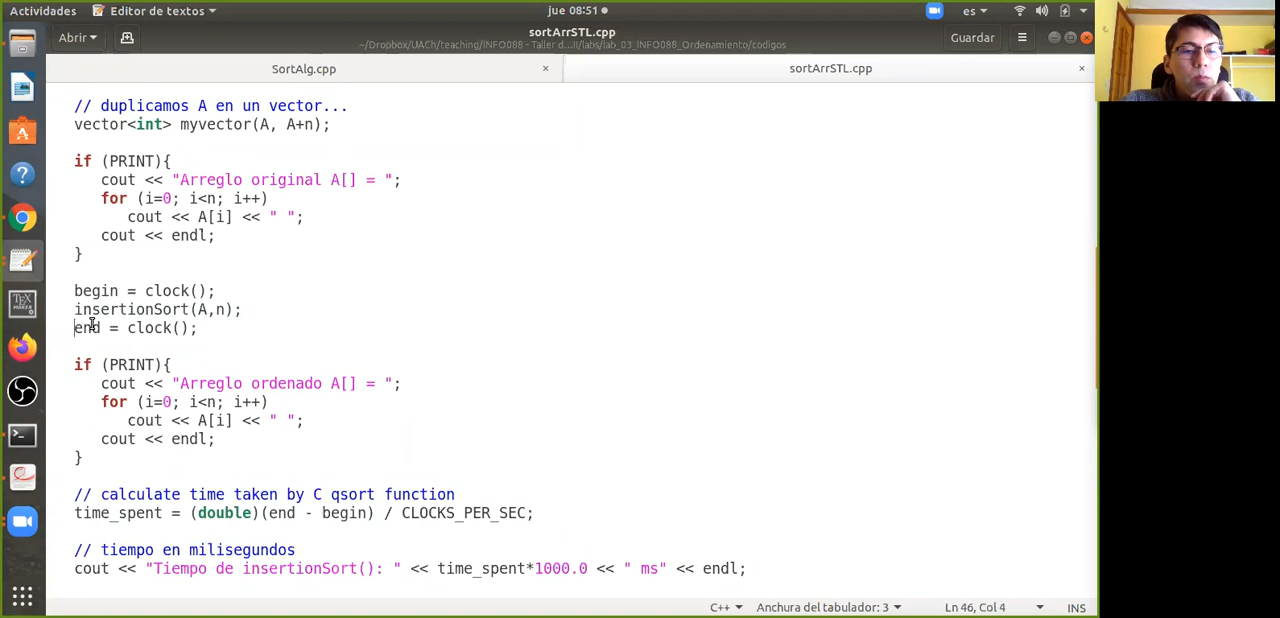 Actividades Editor de textos jue 08:51 es
Abrir sortArrSTL.cpp Guardar
~/Dropbox/UACh/teaching/INFO088 - Taller d...II/labs/lab_03_INFO088_Ordenamiento/codigos
SortAlg.cpp × sortArrSTL.cpp ×
// duplicamos A en un vector...
vector<int> myvector(A, A+n);
if (PRINT){
cout << "Arreglo original A[] = ";
for (i=0; i<n; i++)
cout << A[i] << " ";
cout << endl;
}
begin = clock();
insertionSort(A,n);
end = clock();
if (PRINT){
cout << "Arreglo ordenado A[] = ";
for (i=0; i<n; i++)
cout << A[i] << " ";
cout << endl;
}
// calculate time taken by C qsort function
time_spent = (double)(end - begin) / CLOCKS_PER_SEC;
// tiempo en milisegundos
cout << "Tiempo de insertionSort(): " << time_spent*1000.0 << " ms" << endl;
C++ Anchura del tabulador: 3 Ln 46, Col 4 INS